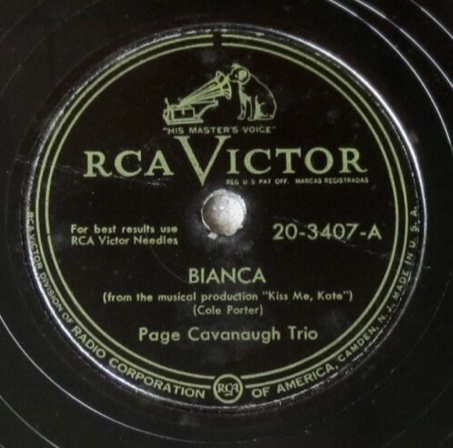 "HIS MASTER'S VOICE"
RCA VICTOR
REG U S PAT OFF. MARCAS REGISTRADAS
For best results use
RCA Victor Needles
20-3407-A
BIANCA
(from the musical production "Kiss Me, Kate")
(Cole Porter)
Page Cavanaugh Trio
RCA VICTOR DIVISION OF RADIO CORPORATION RCA OF AMERICA, CAMDEN, N. J. MADE IN U. S. A.